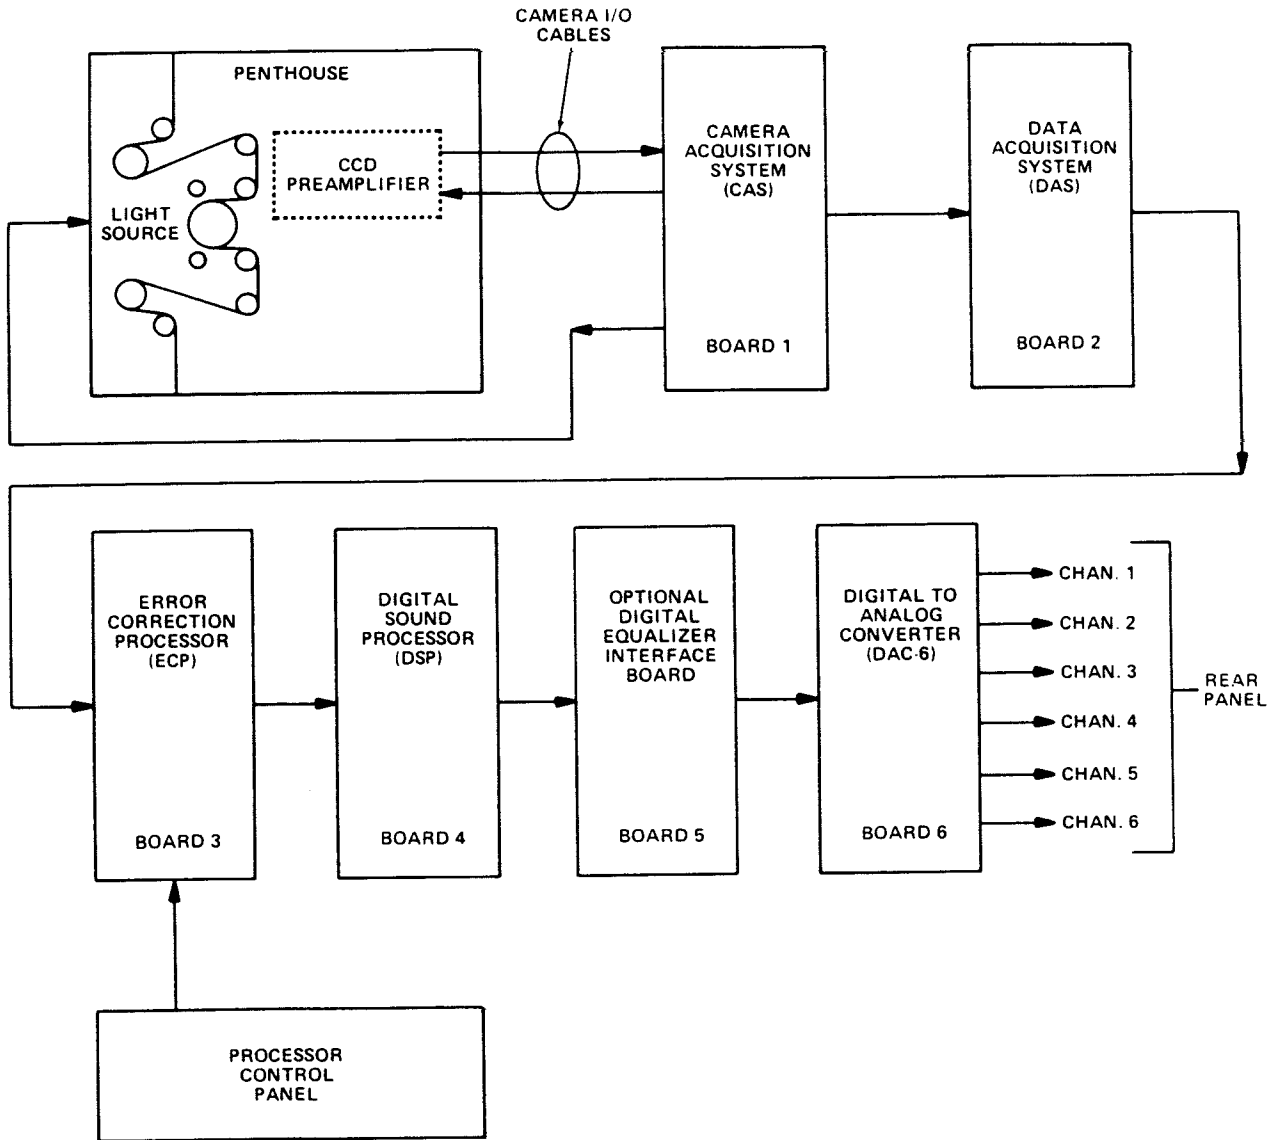 CAMERA I/O
CABLES
PENTHOUSE
CCD
PREAMPLIFIER
LIGHT
SOURCE
CAMERA
ACQUISITION
SYSTEM
(CAS)
BOARD 1
DATA
ACQUISITION
SYSTEM
(DAS)
BOARD 2
ERROR
CORRECTION
PROCESSOR
(ECP)
BOARD 3
DIGITAL
SOUND
PROCESSOR
(DSP)
BOARD 4
OPTIONAL
DIGITAL
EQUALIZER
INTERFACE
BOARD
BOARD 5
DIGITAL TO
ANALOG
CONVERTER
(DAC-6)
BOARD 6
CHAN. 1
CHAN. 2
CHAN. 3
CHAN. 4
CHAN. 5
CHAN. 6
REAR
PANEL
PROCESSOR
CONTROL
PANEL